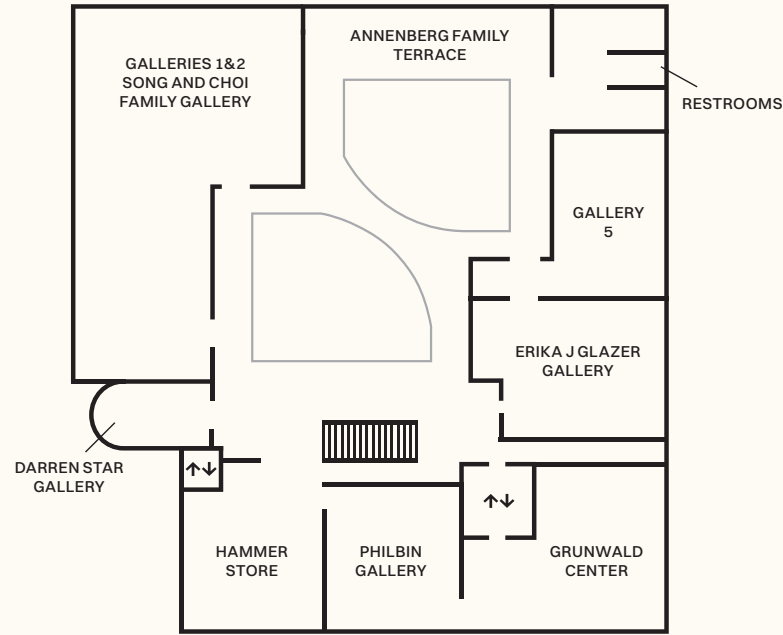 GALLERIES 1&2
SONG AND CHOI
FAMILY GALLERY
ANNENBERG FAMILY
TERRACE
RESTROOMS
GALLERY
5
ERIKA J GLAZER
GALLERY
DARREN STAR
GALLERY
HAMMER
STORE
PHILBIN
GALLERY
GRUNWALD
CENTER